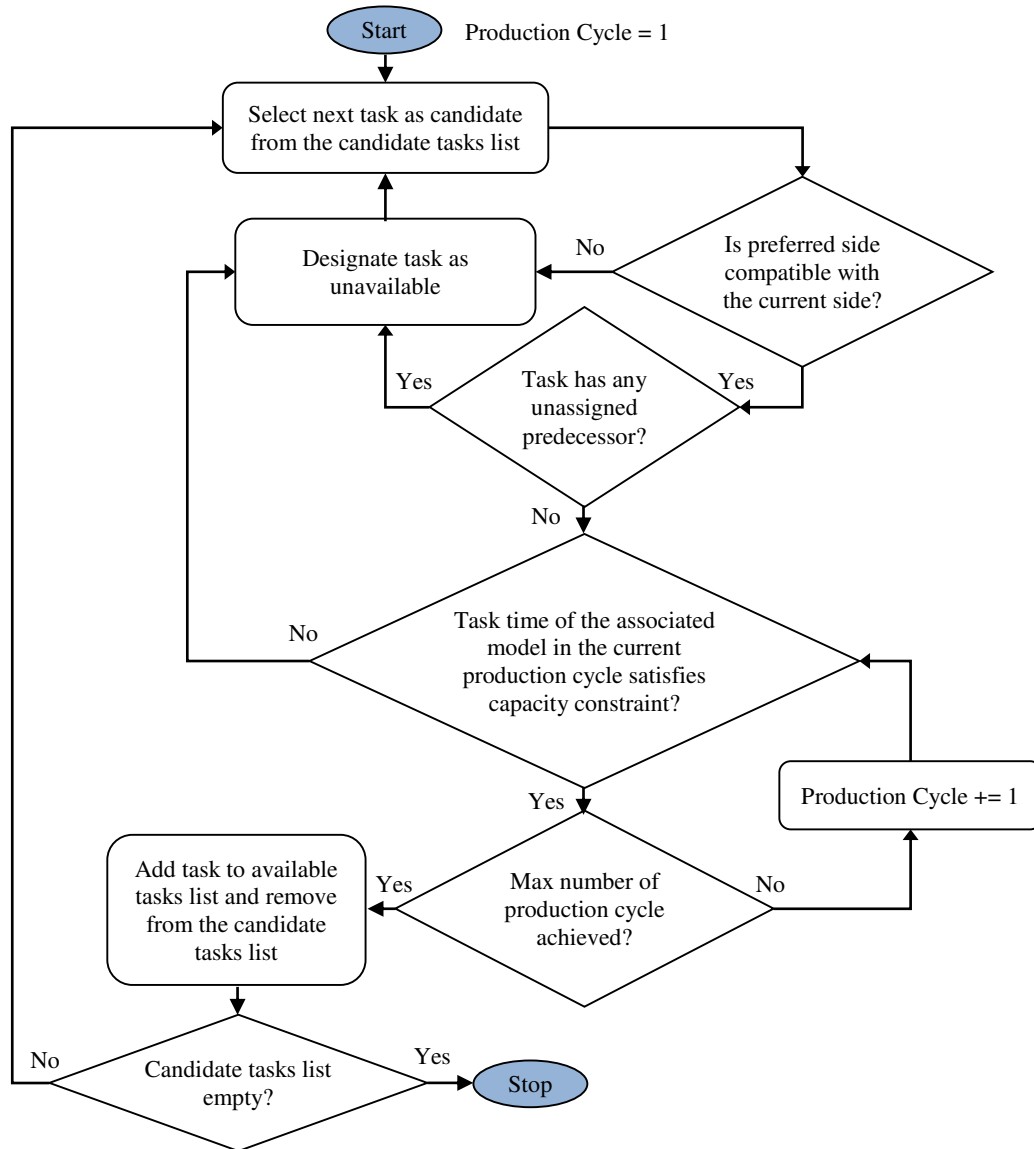 Start
Production Cycle = 1
Select next task as candidate
from the candidate tasks list
No
Is preferred side
compatible with
the current side?
Designate task as
unavailable
Yes
Task has any
unassigned
predecessor?
Yes
No
No
Task time of the associated
model in the current
production cycle satisfies
capacity constraint?
Yes
Production Cycle += 1
Add task to available
tasks list and remove
from the candidate
tasks list
Yes
Max number of
production cycle
achieved?
No
No
Candidate tasks list
empty?
Yes
Stop